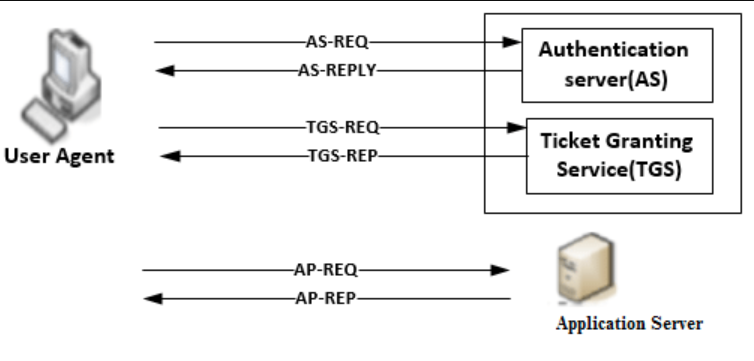 AS-REQ
Authentication
server(AS)
AS-REPLY
User Agent
TGS-REQ
Ticket Granting
Service(TGS)
TGS-REP
AP-REQ
AP-REP
Application Server